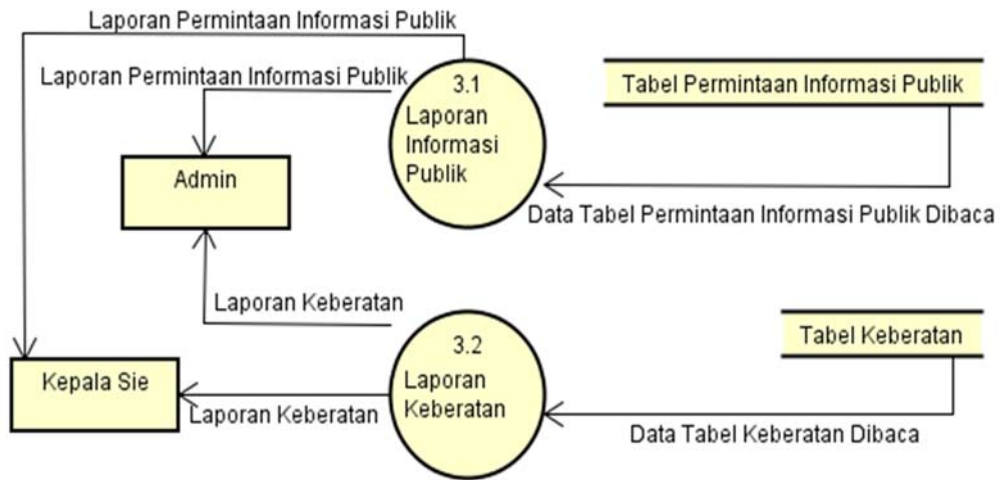 Laporan Permintaan Informasi Publik
Laporan Permintaan Informasi Publik
3.1
Laporan
Informasi
Publik
Tabel Permintaan Informasi Publik
Admin
Data Tabel Permintaan Informasi Publik Dibaca
Laporan Keberatan
3.2
Laporan
Keberatan
Tabel Keberatan
Kepala Sie
Laporan Keberatan
Data Tabel Keberatan Dibaca